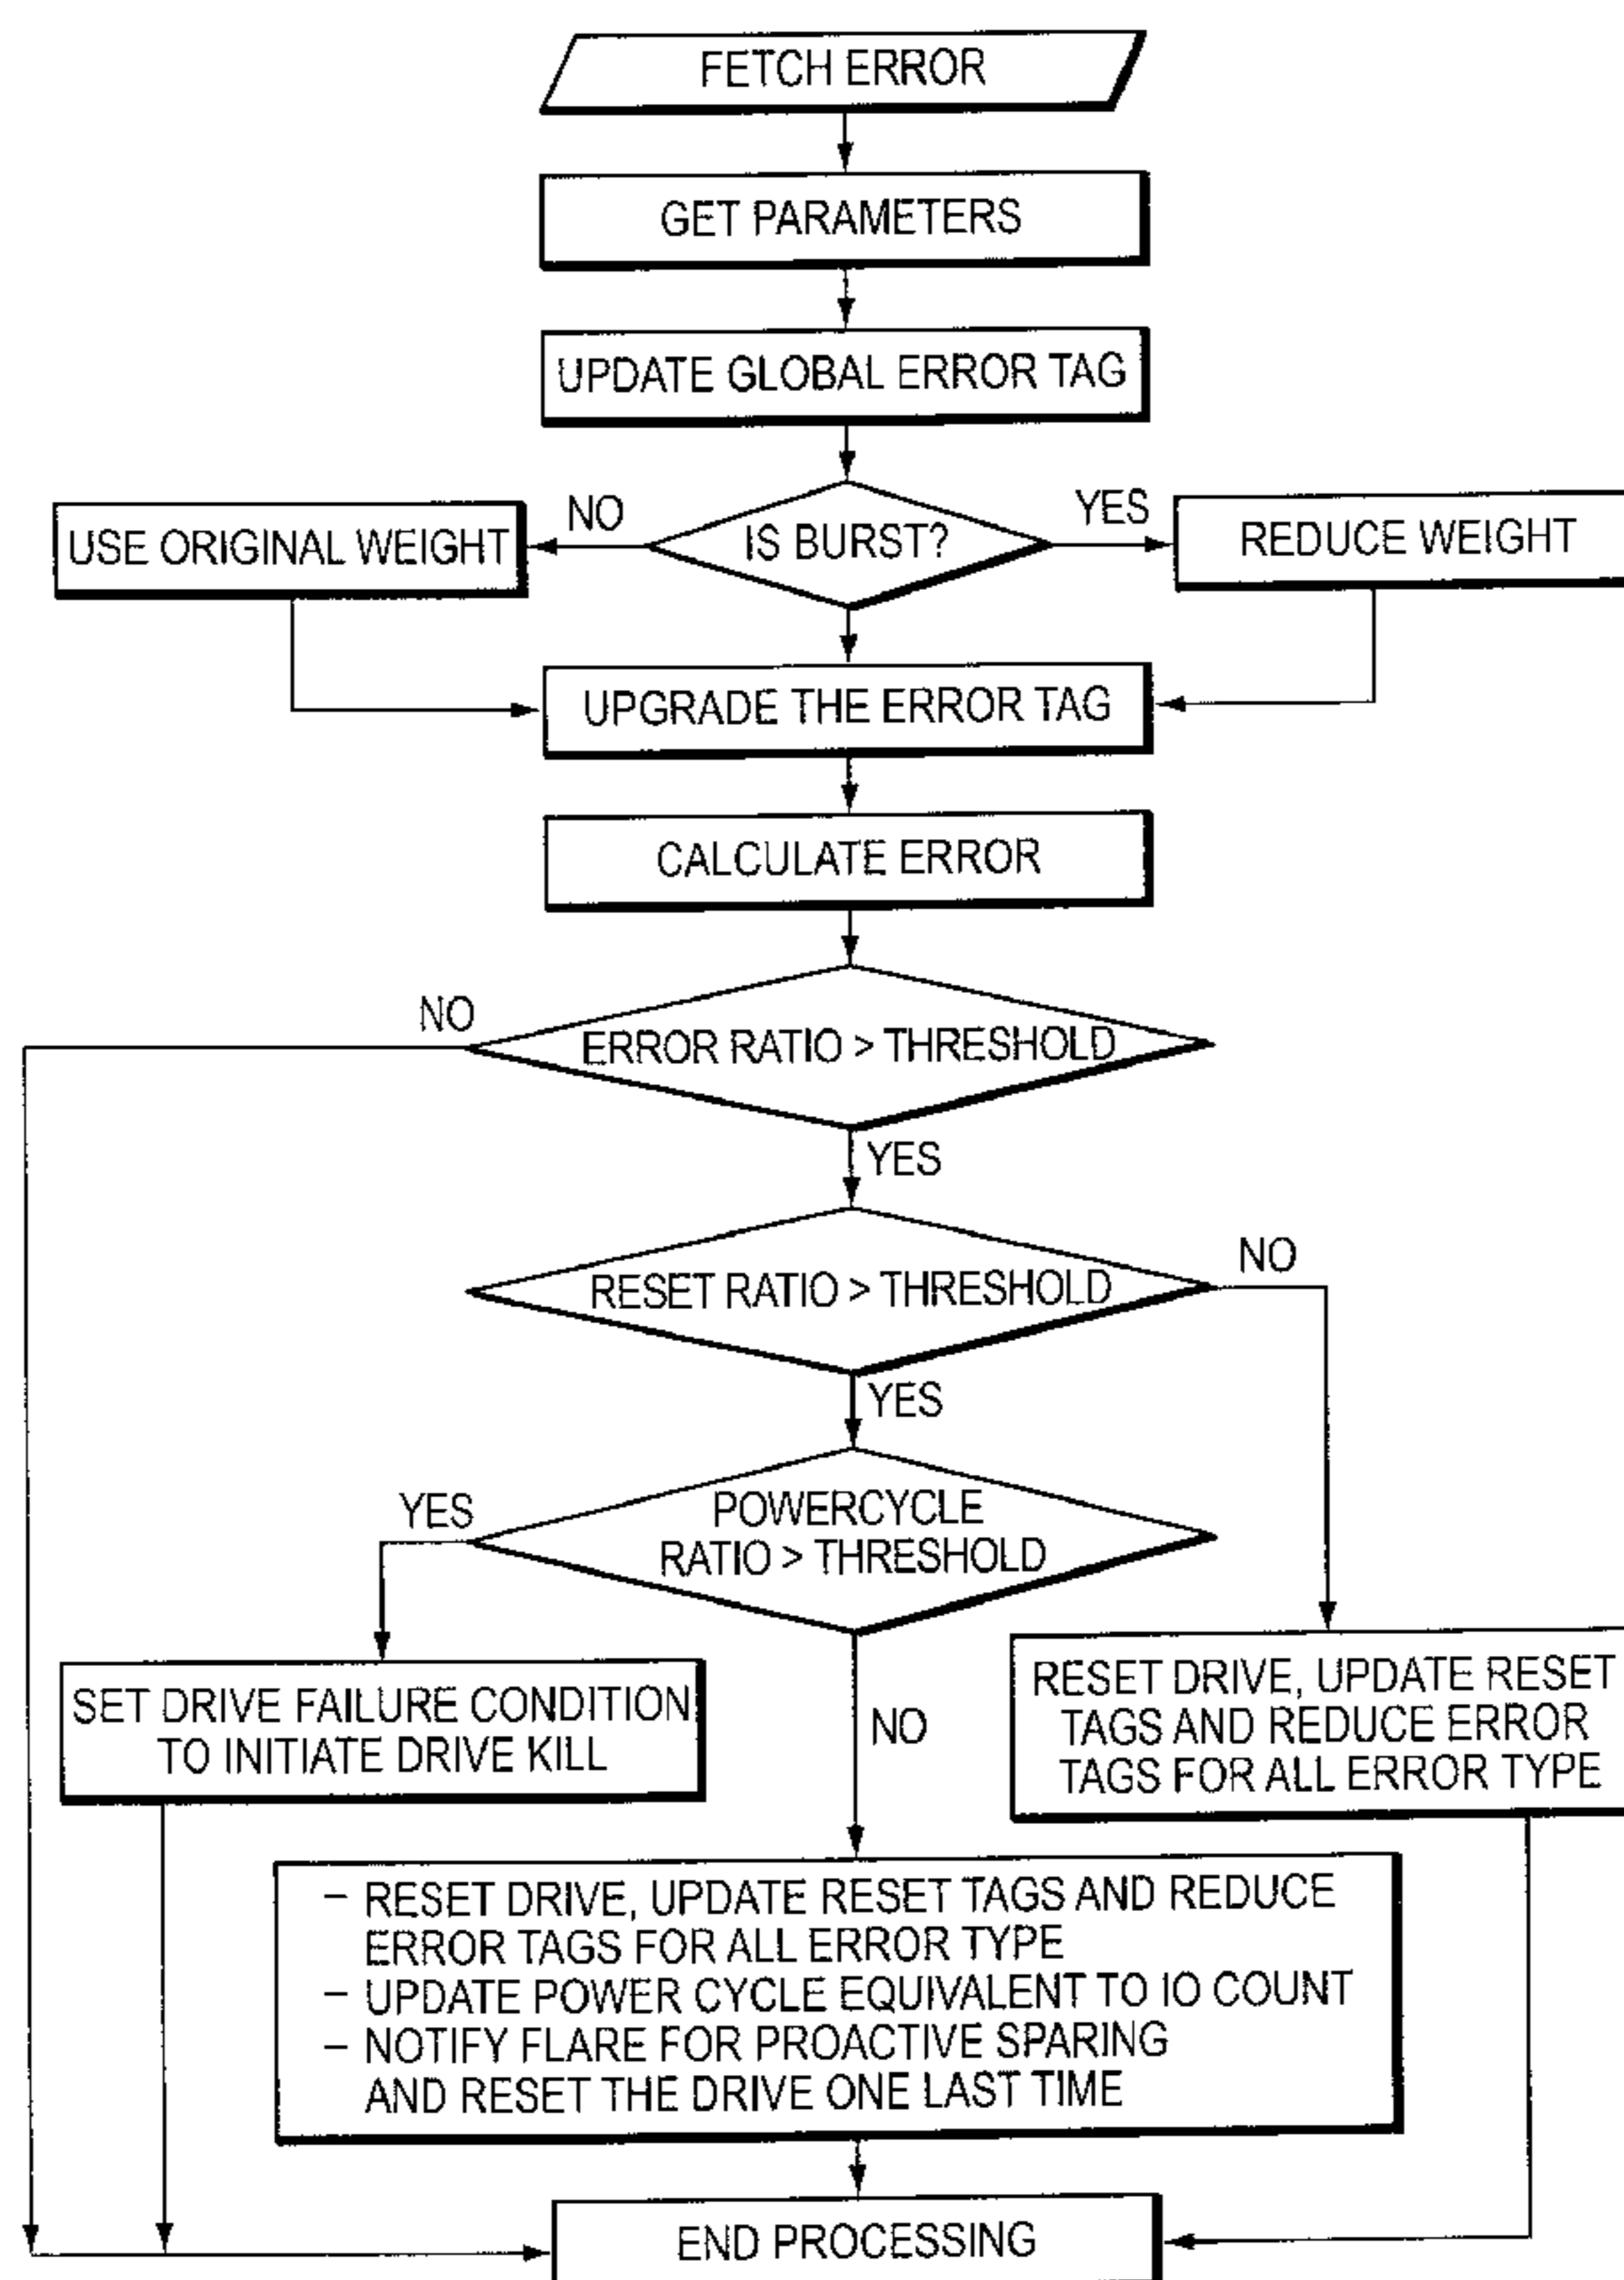 FETCH ERROR
GET PARAMETERS
UPDATE GLOBAL ERROR TAG
NO
YES
USE ORIGINAL WEIGHT
IS BURST?
REDUCE WEIGHT
UPGRADE THE ERROR TAG
CALCULATE ERROR
NO
ERROR RATIO > THRESHOLD
YES
NO
RESET RATIO > THRESHOLD
YES
YES
POWERCYCLE
RATIO > THRESHOLD
NO
SET DRIVE FAILURE CONDITION
TO INITIATE DRIVE KILL
RESET DRIVE, UPDATE RESET
TAGS AND REDUCE ERROR
TAGS FOR ALL ERROR TYPE
– RESET DRIVE, UPDATE RESET TAGS AND REDUCE
ERROR TAGS FOR ALL ERROR TYPE
– UPDATE POWER CYCLE EQUIVALENT TO IO COUNT
– NOTIFY FLARE FOR PROACTIVE SPARING
AND RESET THE DRIVE ONE LAST TIME
END PROCESSING